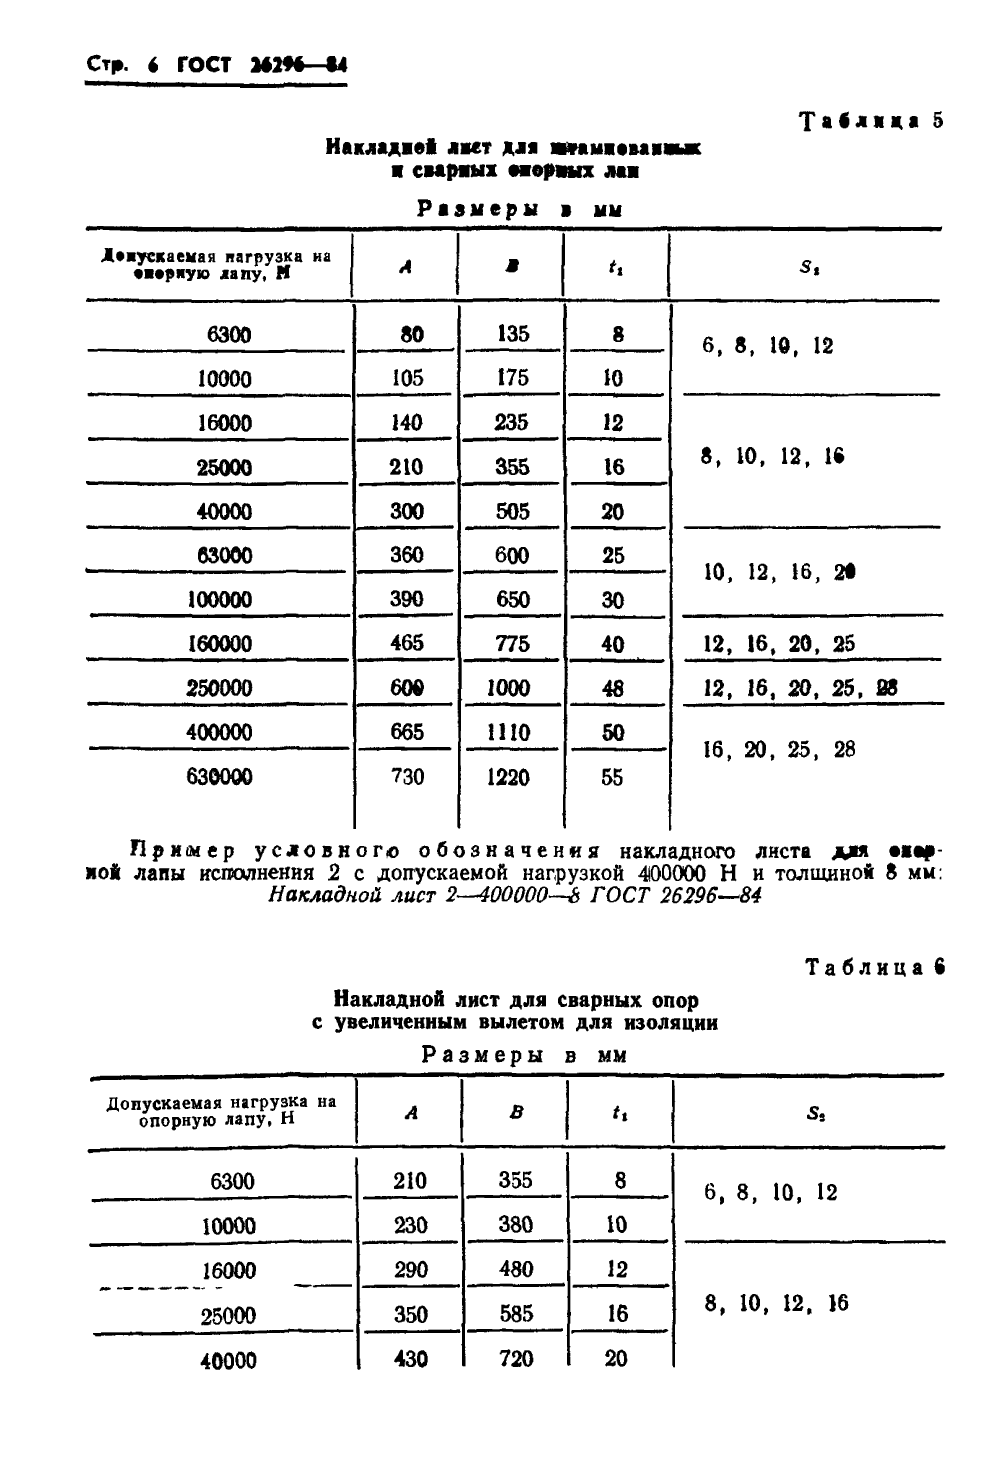 Стр. 6 ГОСТ 26296—84
Таблица 5
Накладной лист для штампованных
и сварных опорных лап
Размеры в мм
Допускаемая нагрузка на
опорную лапу, Н
A
B
t₁
S₂
6300 80 135 8
6, 8, 10, 12
10000 105 175 10
16000 140 235 12
25000 210 355 16
8, 10, 12, 16
40000 300 505 20
63000 360 600 25
10, 12, 16, 20
100000 390 650 30
160000 465 775 40 12, 16, 20, 25
250000 600 1000 48 12, 16, 20, 25, 28
400000 665 1110 50
16, 20, 25, 28
630000 730 1220 55
Пример условного обозначения накладного листа для опор-
ной лапы исполнения 2 с допускаемой нагрузкой 400000 Н и толщиной 8 мм:
Накладной лист 2—400000—8 ГОСТ 26296—84
Таблица 6
Накладной лист для сварных опор
с увеличенным вылетом для изоляции
Размеры в мм
Допускаемая нагрузка на
опорную лапу, Н
A
B
t₁
S₂
6300 210 355 8
6, 8, 10, 12
10000 230 380 10
16000 290 480 12
25000 350 585 16
8, 10, 12, 16
40000 430 720 20